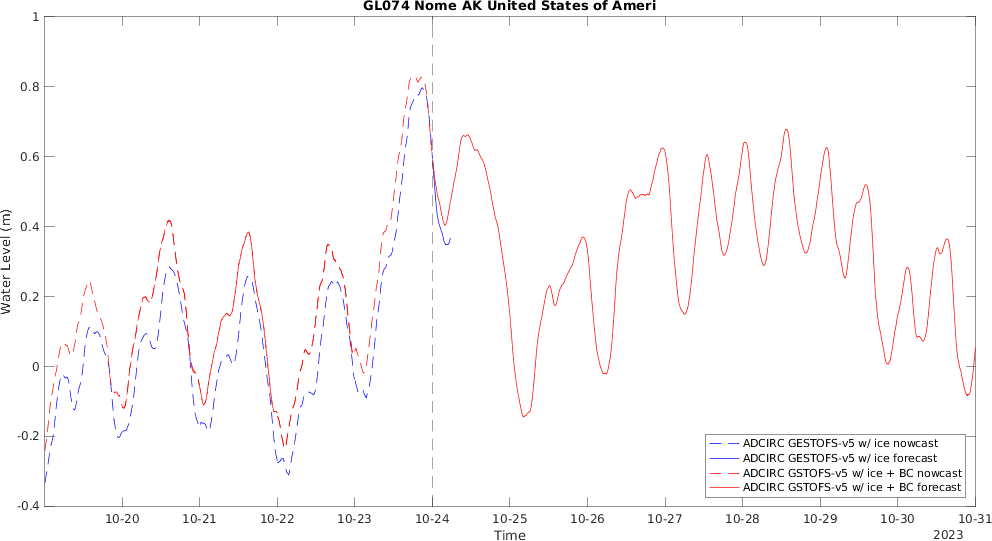 GL074 Nome AK United States of Ameri
1
0.8
0.6
0.4
0.2
0
-0.2
-0.4
Water Level (m)
10-20 10-21 10-22 10-23 10-24 10-25 10-26 10-27 10-28 10-29 10-30 10-31
Time
2023
ADCIRC GESTOFS-v5 w/ ice nowcast
ADCIRC GESTOFS-v5 w/ ice forecast
ADCIRC GSTOFS-v5 w/ ice + BC nowcast
ADCIRC GSTOFS-v5 w/ ice + BC forecast